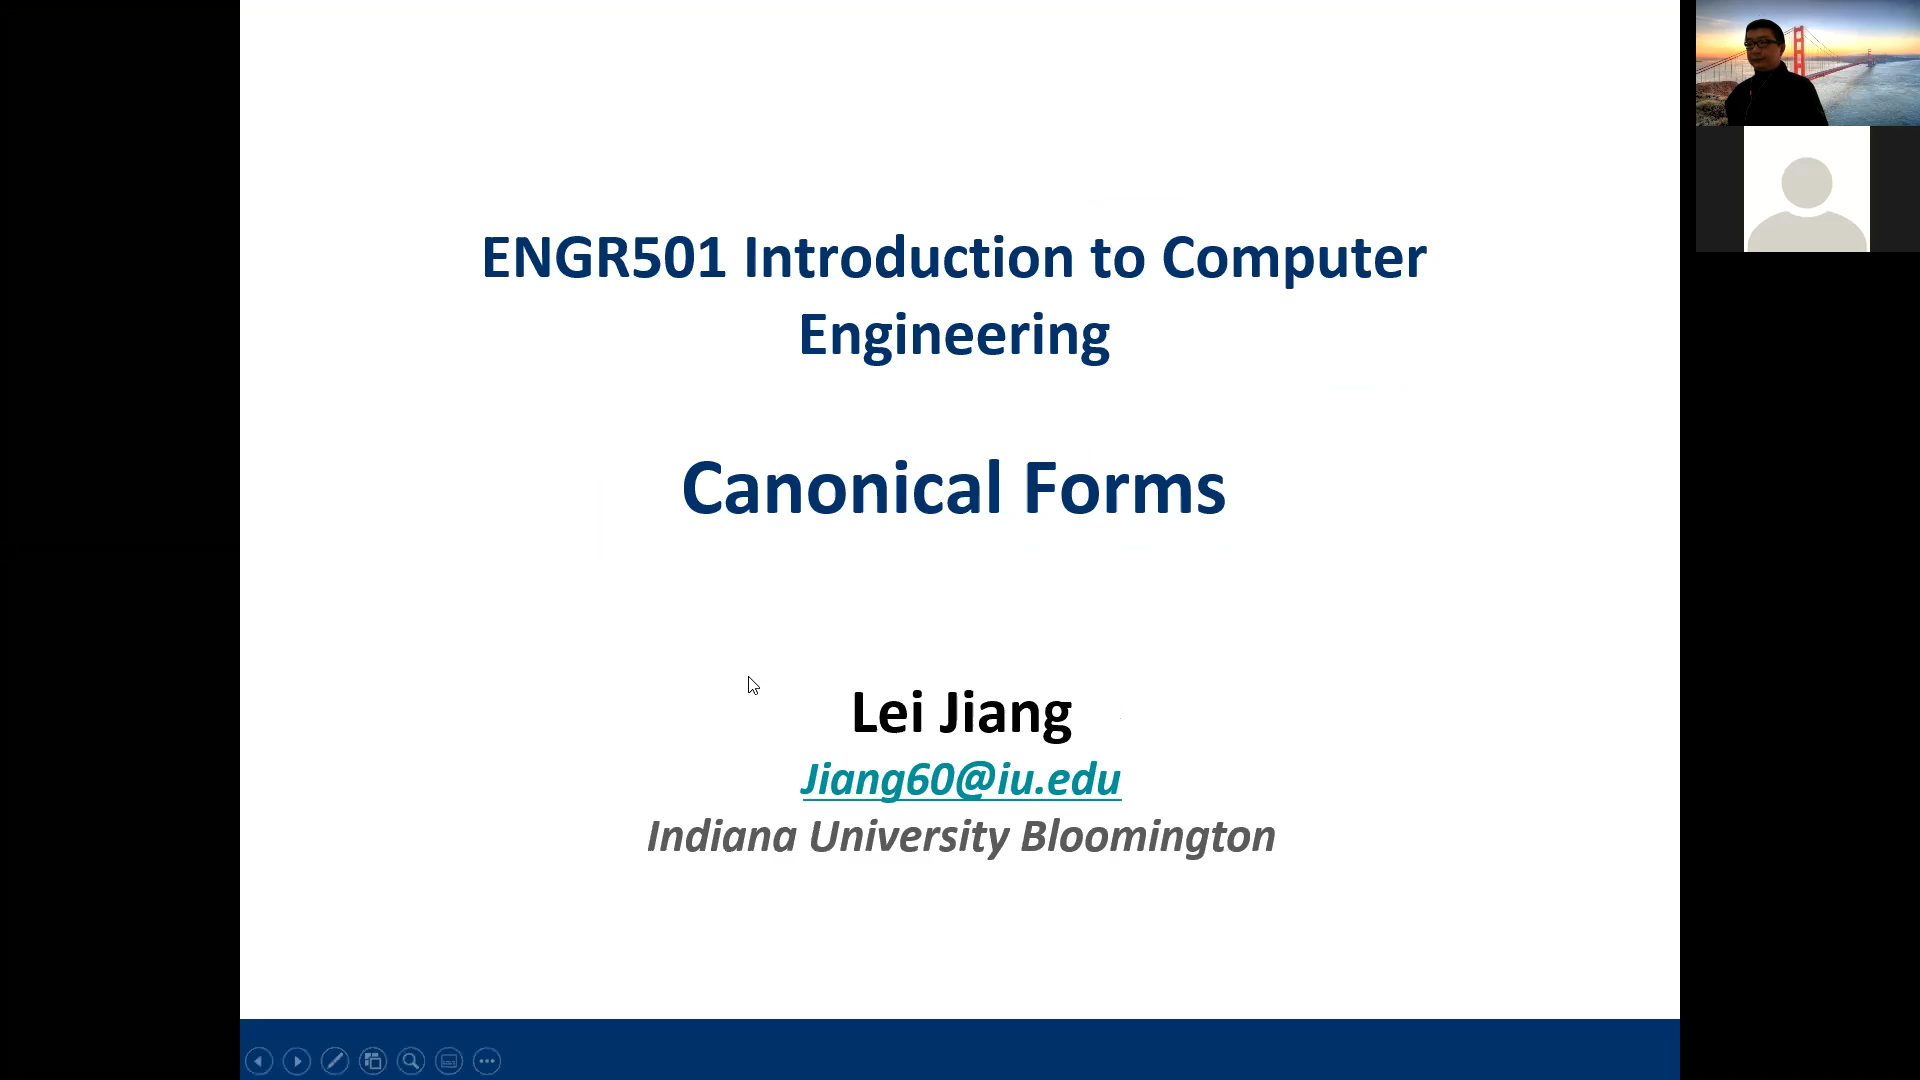 ENGR501 Introduction to Computer
Engineering
Canonical Forms
Lei Jiang
Jiang60@iu.edu
Indiana University Bloomington